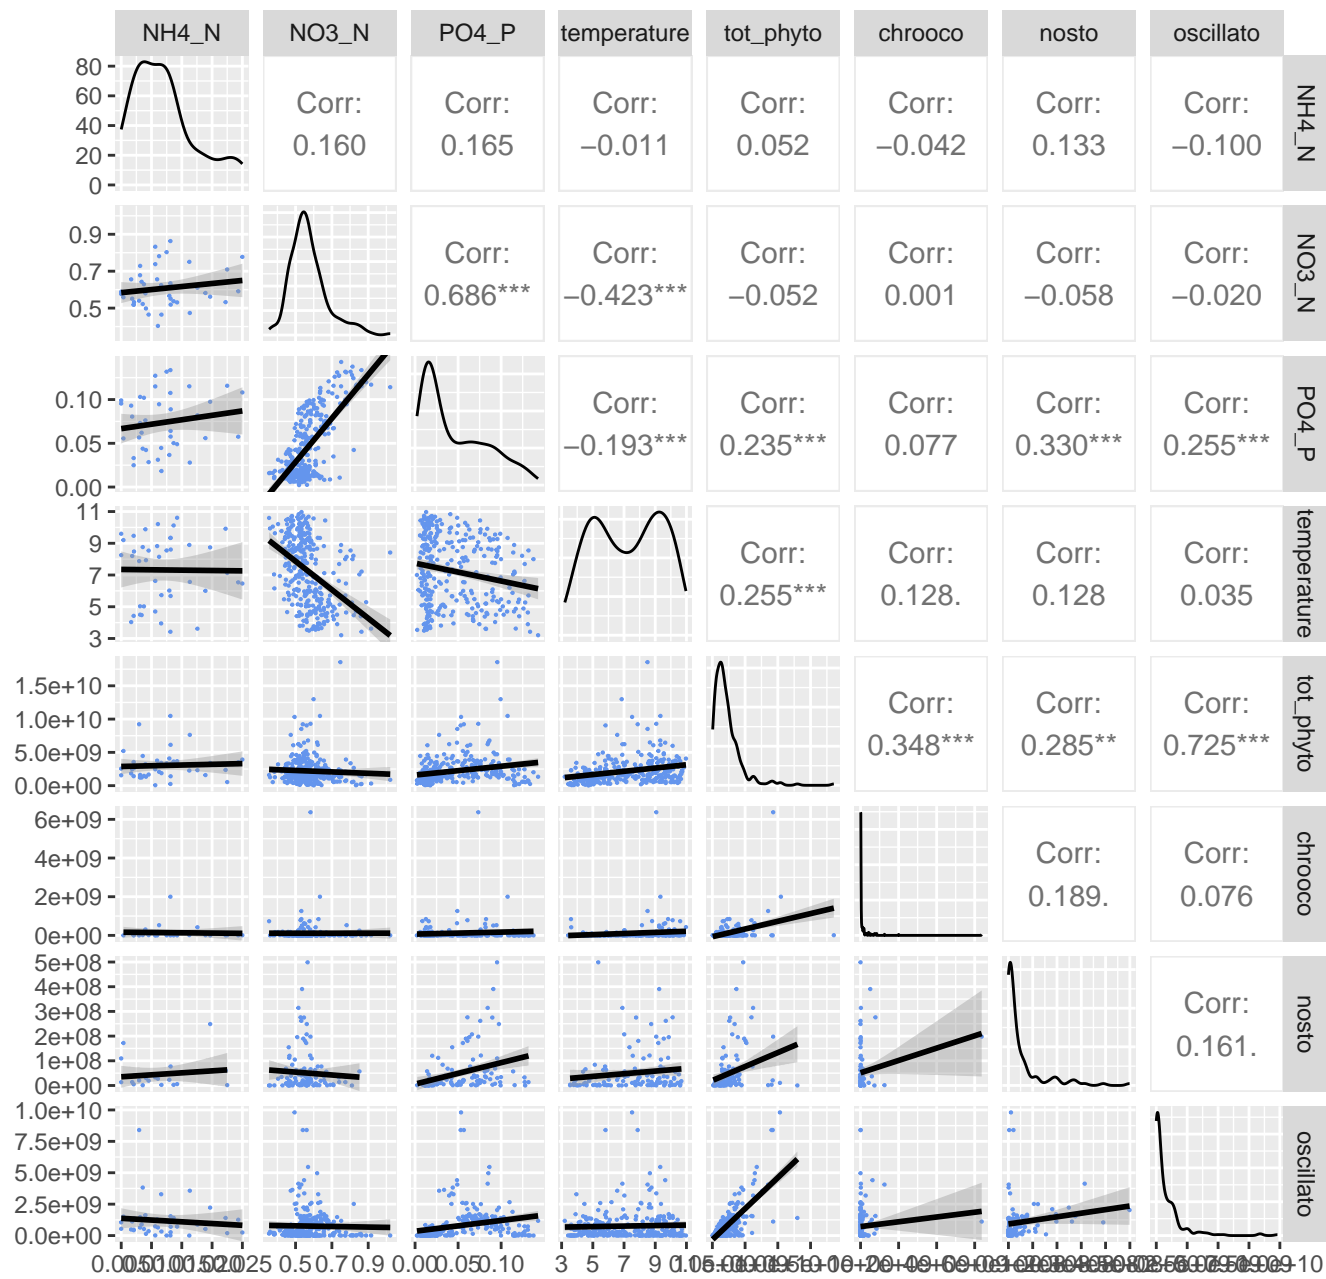 NH4_N NO3_N PO4_P temperature tot_phyto chrooco nosto oscillato
80
60
40
20
0
Corr: Corr: Corr: Corr: Corr: Corr: Corr:
0.160 0.165 −0.011 0.052 −0.042 0.133 −0.100
NH4_N
0.9
0.7
0.5
Corr: Corr: Corr: Corr: Corr: Corr:
0.686*** −0.423*** −0.052 0.001 −0.058 −0.020
NO3_N
0.10
0.05
0.00
Corr: Corr: Corr: Corr: Corr:
−0.193*** 0.235*** 0.077 0.330*** 0.255***
PO4_P
11
9
7
5
3
Corr: Corr: Corr: Corr:
0.255*** 0.128. 0.128 0.035
temperature
1.5e+10
1.0e+10
5.0e+09
0.0e+00
Corr: Corr: Corr:
0.348*** 0.285** 0.725***
tot_phyto
6e+09
4e+09
2e+09
0e+00
Corr: Corr:
0.189. 0.076
chrooco
5e+08
4e+08
3e+08
2e+08
1e+08
0e+00
Corr:
0.161.
nosto
1.0e+10
7.5e+09
5.0e+09
2.5e+09
0.0e+00
oscillato
0.5 0.7 0.9 0.00 0.05 0.10 3 5 7 9